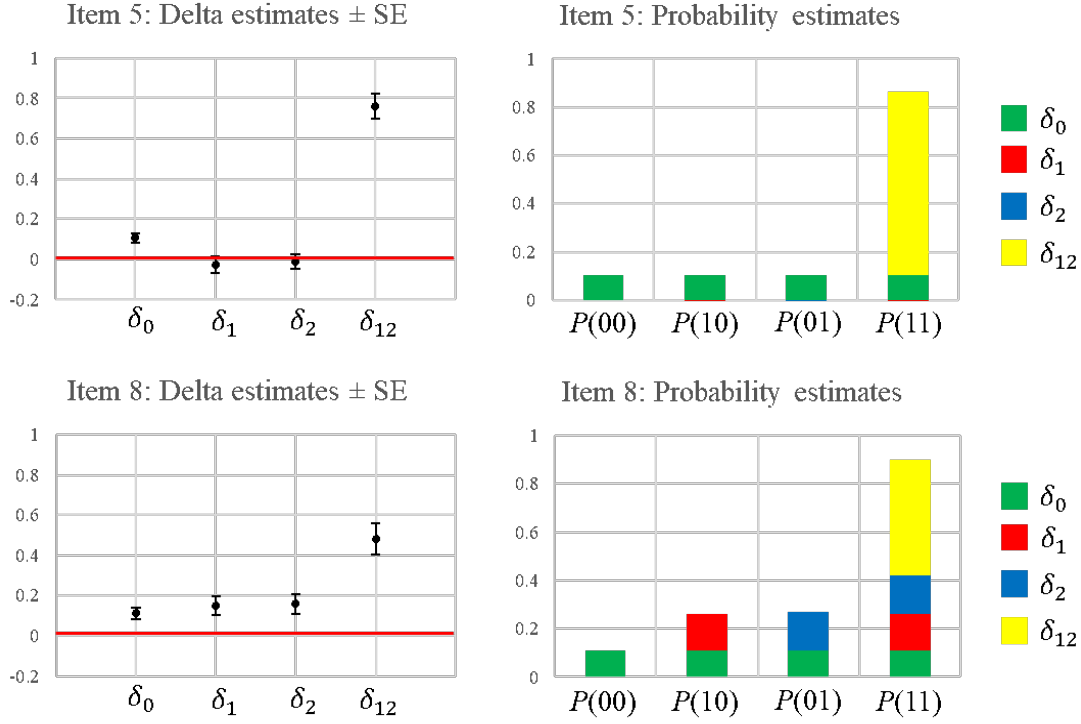 Item 5: Delta estimates ± SE
1
0.8
0.6
0.4
0.2
0
-0.2
δ0
δ1
δ2
δ12
Item 5: Probability estimates
1
0.8
0.6
0.4
0.2
0
P(00)
P(10)
P(01)
P(11)
δ0
δ1
δ2
δ12
Item 8: Delta estimates ± SE
1
0.8
0.6
0.4
0.2
0
-0.2
δ0
δ1
δ2
δ12
Item 8: Probability estimates
1
0.8
0.6
0.4
0.2
0
P(00)
P(10)
P(01)
P(11)
δ0
δ1
δ2
δ12